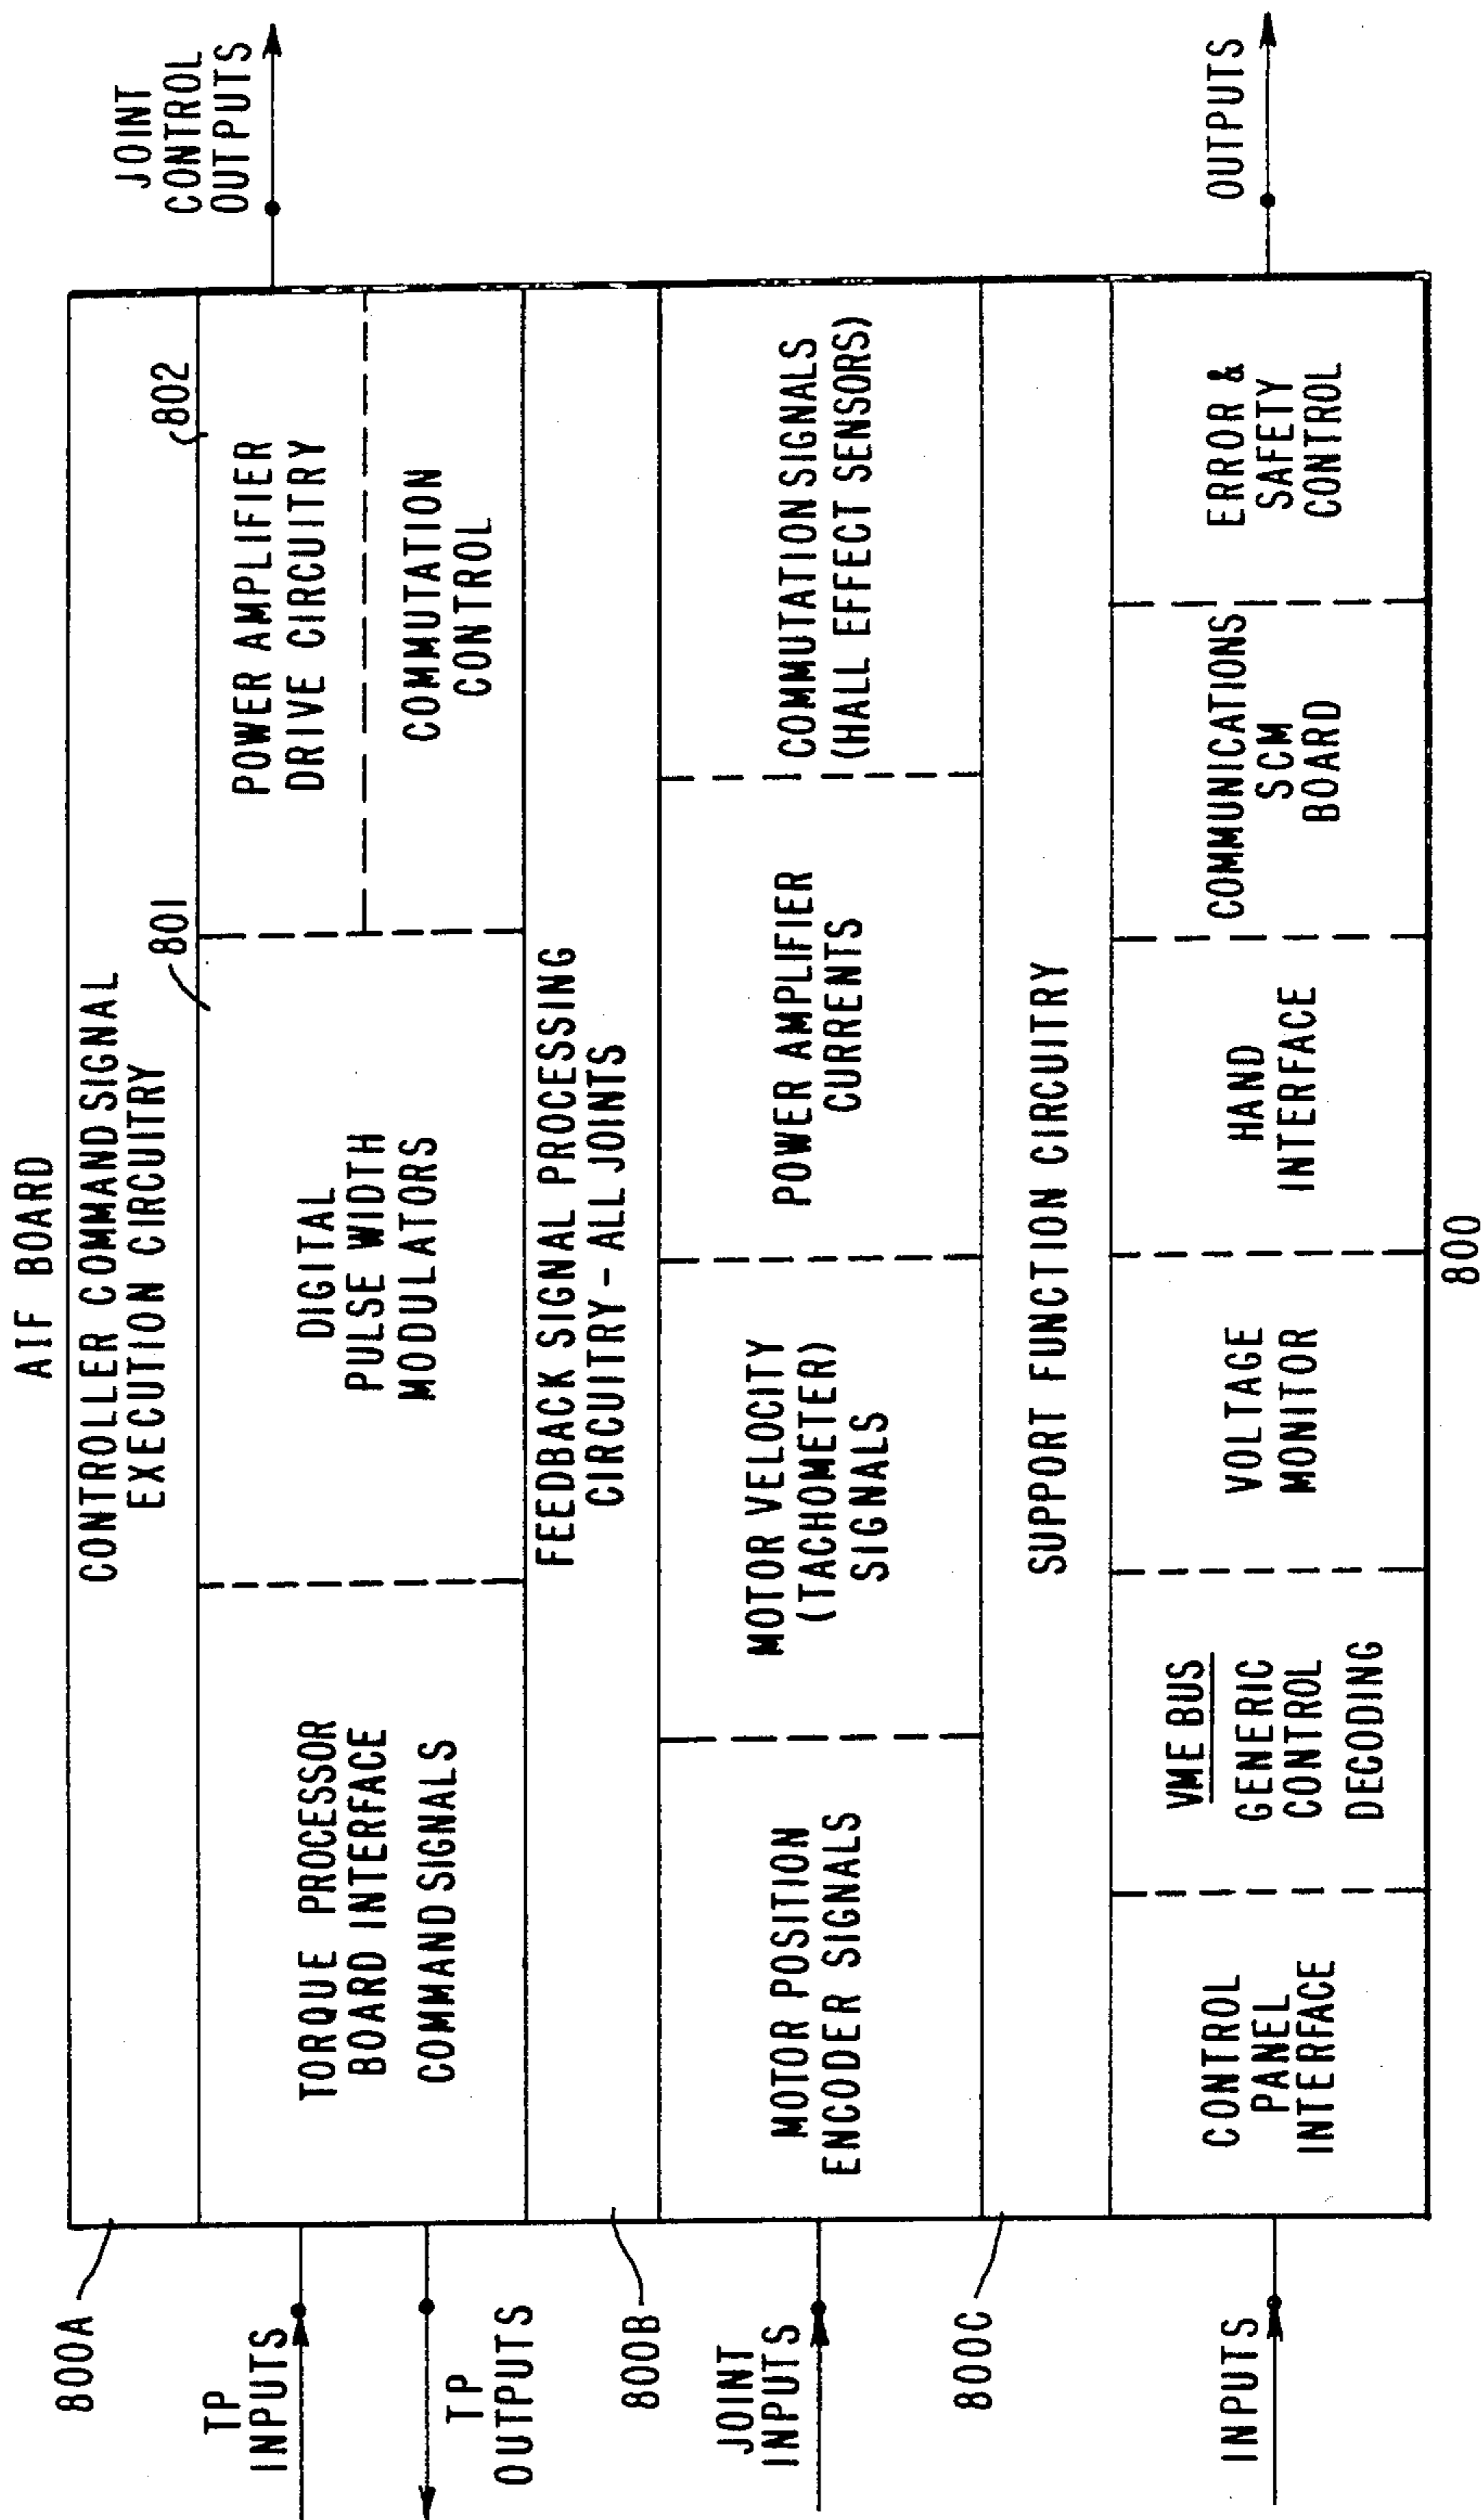 AIF BOARD
800A
CONTROLLER COMMAND SIGNAL
EXECUTION CIRCUITRY
TP
INPUTS
TP
OUTPUTS
TORQUE PROCESSOR
BOARD INTERFACE
COMMAND SIGNALS
801
DIGITAL
PULSE WIDTH
MODULATORS
802
POWER AMPLIFIER
DRIVE CIRCUITRY
COMMUTATION
CONTROL
JOINT
CONTROL
OUTPUTS
800B
FEEDBACK SIGNAL PROCESSING
CIRCUITRY - ALL JOINTS
JOINT
INPUTS
MOTOR POSITION
ENCODER SIGNALS
MOTOR VELOCITY
(TACHOMETER)
SIGNALS
POWER AMPLIFIER
CURRENTS
COMMUTATION SIGNALS
(HALL EFFECT SENSORS)
800C
SUPPORT FUNCTION CIRCUITRY
INPUTS
CONTROL
PANEL
INTERFACE
VME BUS
GENERIC
CONTROL
DECODING
VOLTAGE
MONITOR
HAND
INTERFACE
COMMUNICATIONS
SCM
BOARD
ERROR &
SAFETY
CONTROL
OUTPUTS
800